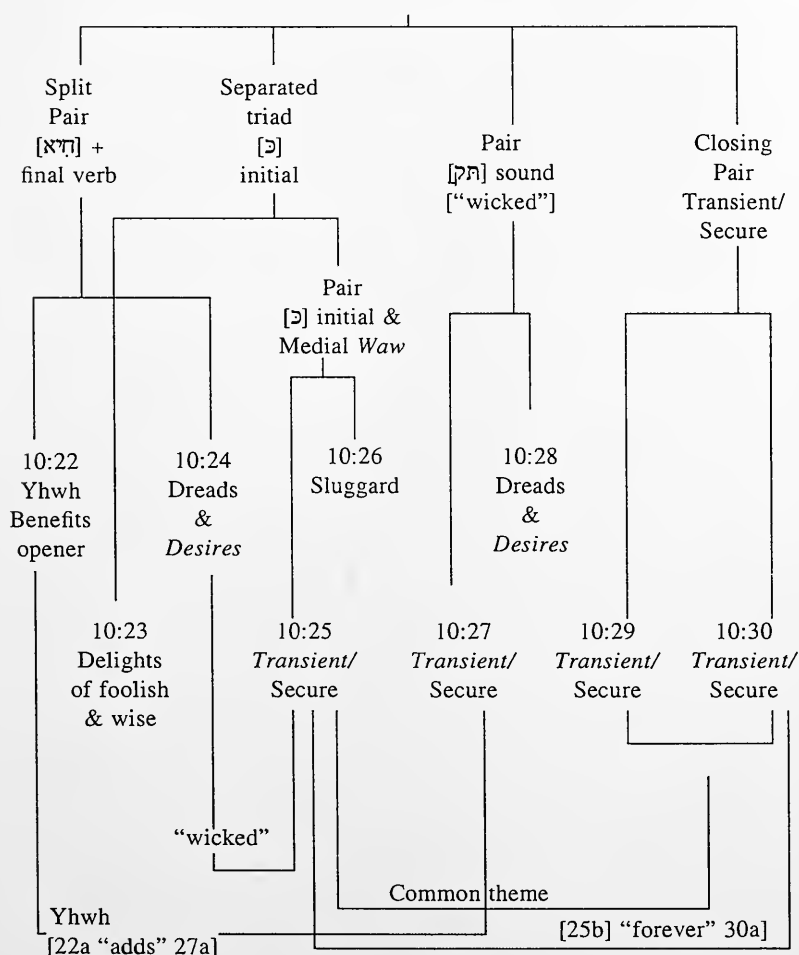 Split
Pair
[חִיא] +
final verb
Separated
triad
[כּ]
initial
Pair
[תק] sound
["wicked"]
Closing
Pair
Transient/
Secure
Pair
[כּ] initial &
Medial Waw
10:22
Yhwh
Benefits
opener
10:24
Dreads
&
Desires
10:26
Sluggard
10:28
Dreads
&
Desires
10:23
Delights
of foolish
& wise
10:25
Transient/
Secure
10:27
Transient/
Secure
10:29
Transient/
Secure
10:30
Transient/
Secure
"wicked"
Common theme
Yhwh
[22a "adds" 27a]
[25b] "forever" 30a]